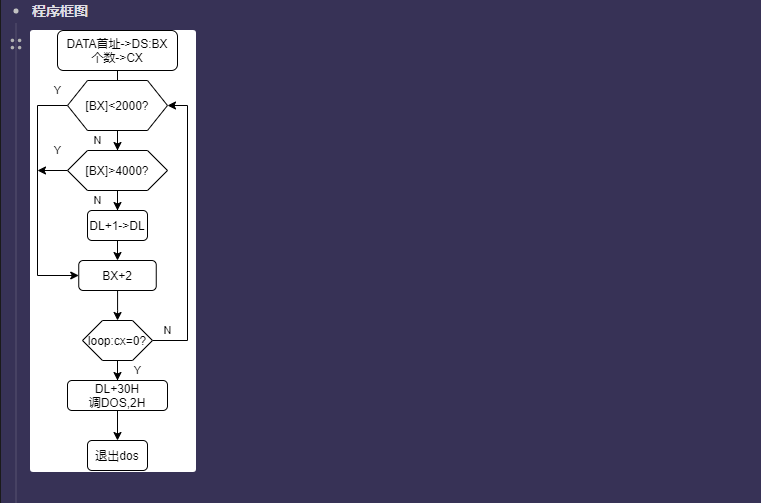 程序框图
DATA首址->DS:BX
个数->CX
Y
[BX]<2000?
N
Y
[BX]>4000?
N
DL+1->DL
BX+2
N
loop:cx=0?
Y
DL+30H
调DOS,2H
退出dos